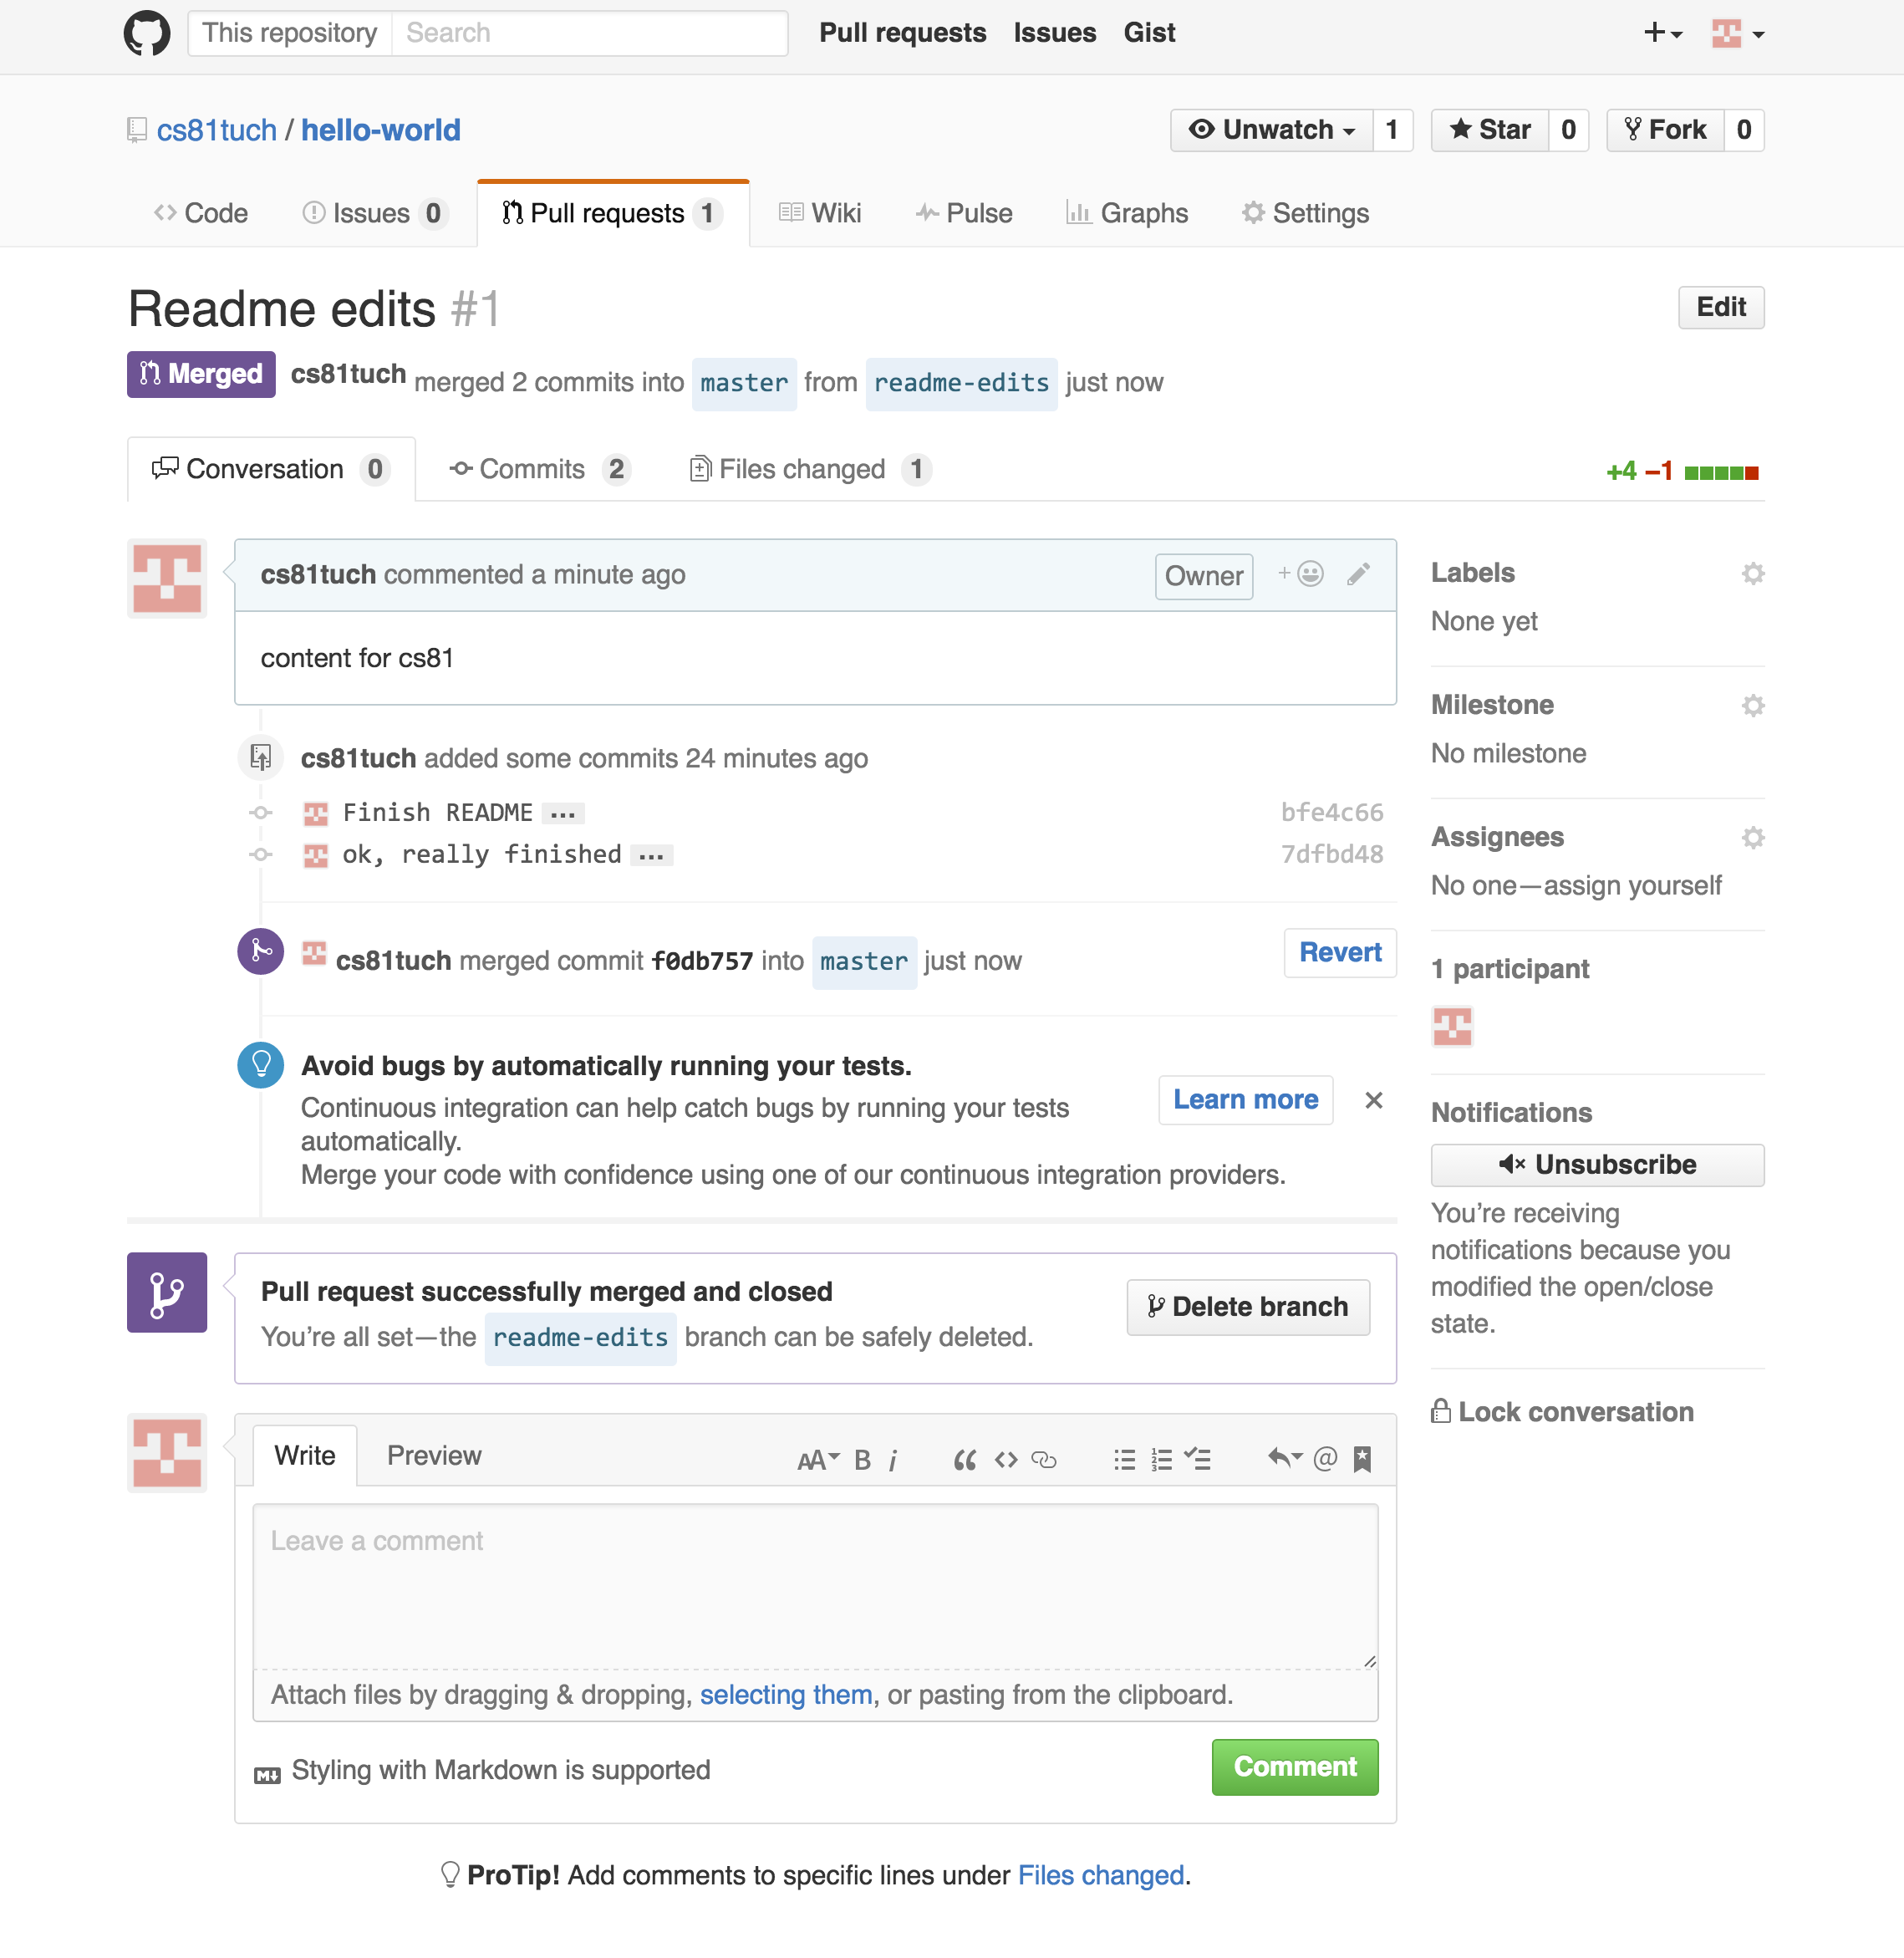 This repository Search Pull requests Issues Gist
cs81tuch / hello-world Unwatch 1 Star 0 Fork 0
Code Issues 0 Pull requests 1 Wiki Pulse Graphs Settings
Readme edits #1 Edit
Merged cs81tuch merged 2 commits into master from readme-edits just now
Conversation 0 Commits 2 Files changed 1 +4 −1
cs81tuch commented a minute ago Owner
content for cs81
cs81tuch added some commits 24 minutes ago
Finish README … bfe4c66
ok, really finished … 7dfbd48
cs81tuch merged commit f0db757 into master just now Revert
Avoid bugs by automatically running your tests.
Continuous integration can help catch bugs by running your tests
automatically.
Merge your code with confidence using one of our continuous integration providers.
Learn more ×
Pull request successfully merged and closed
You’re all set—the readme-edits branch can be safely deleted.
Delete branch
Write Preview AA B i
Leave a comment
Attach files by dragging & dropping, selecting them, or pasting from the clipboard.
Styling with Markdown is supported Comment
ProTip! Add comments to specific lines under Files changed.
Labels
None yet
Milestone
No milestone
Assignees
No one—assign yourself
1 participant
Notifications
Unsubscribe
You’re receiving
notifications because you
modified the open/close
state.
Lock conversation